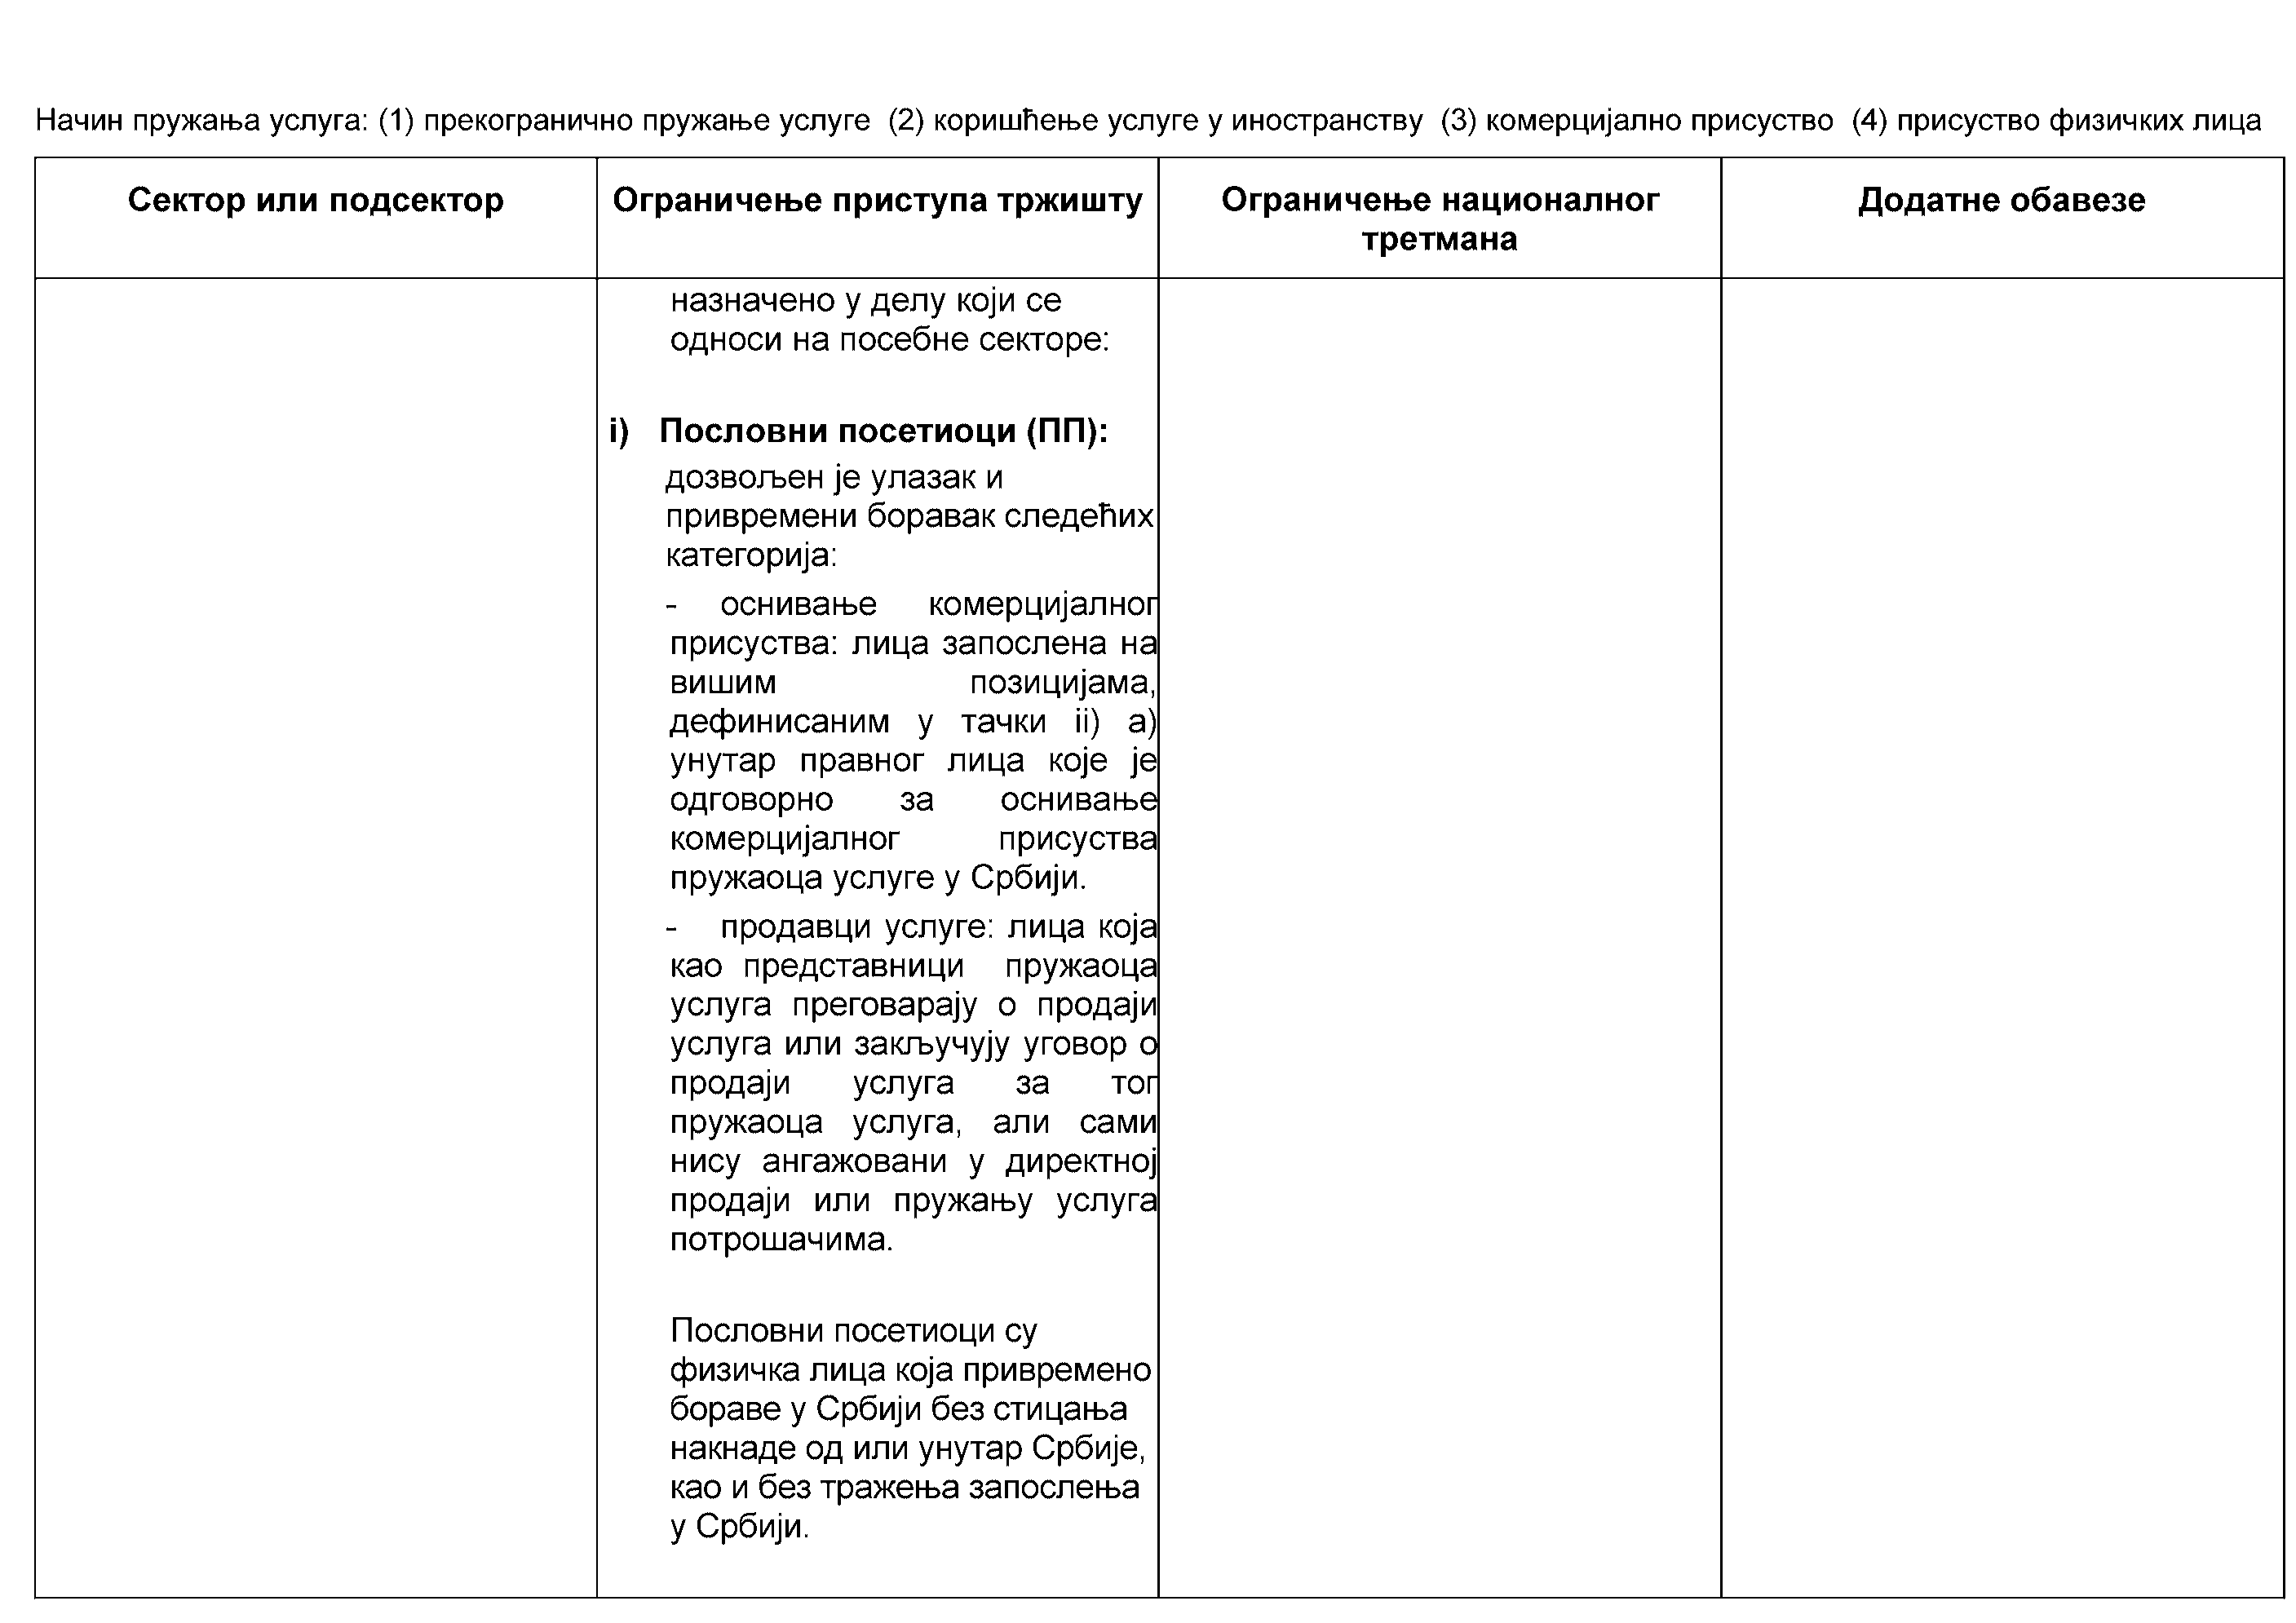 Начин пружања услуга: (1) прекогранично пружање услуге (2) коришћење услуге у иностранству (3) комерцијално присуство (4) присуство физичких лица
Сектор или подсектор
Ограничење приступа тржишту
Ограничење националног
третмана
Додатне обавезе
назначено у делу који се
односи на посебне секторе:
i) Пословни посетиоци (ПП):
дозвољен је улазак и
привремени боравак следећих
категорија:
- оснивање комерцијалног
присуства: лица запослена на
вишим позицијама,
дефинисаним у тачки ii) а)
унутар правног лица које је
одговорно за оснивање
комерцијалног присуства
пружаоца услуге у Србији.
- продавци услуге: лица која
као представници пружаоца
услуга преговарају о продаји
услуга или закључују уговор о
продаји услуга за тог
пружаоца услуга, али сами
нису ангажовани у директној
продаји или пружању услуга
потрошачима.
Пословни посетиоци су
физичка лица која привремено
бораве у Србији без стицања
накнаде од или унутар Србије,
као и без тражења запослења
у Србији.